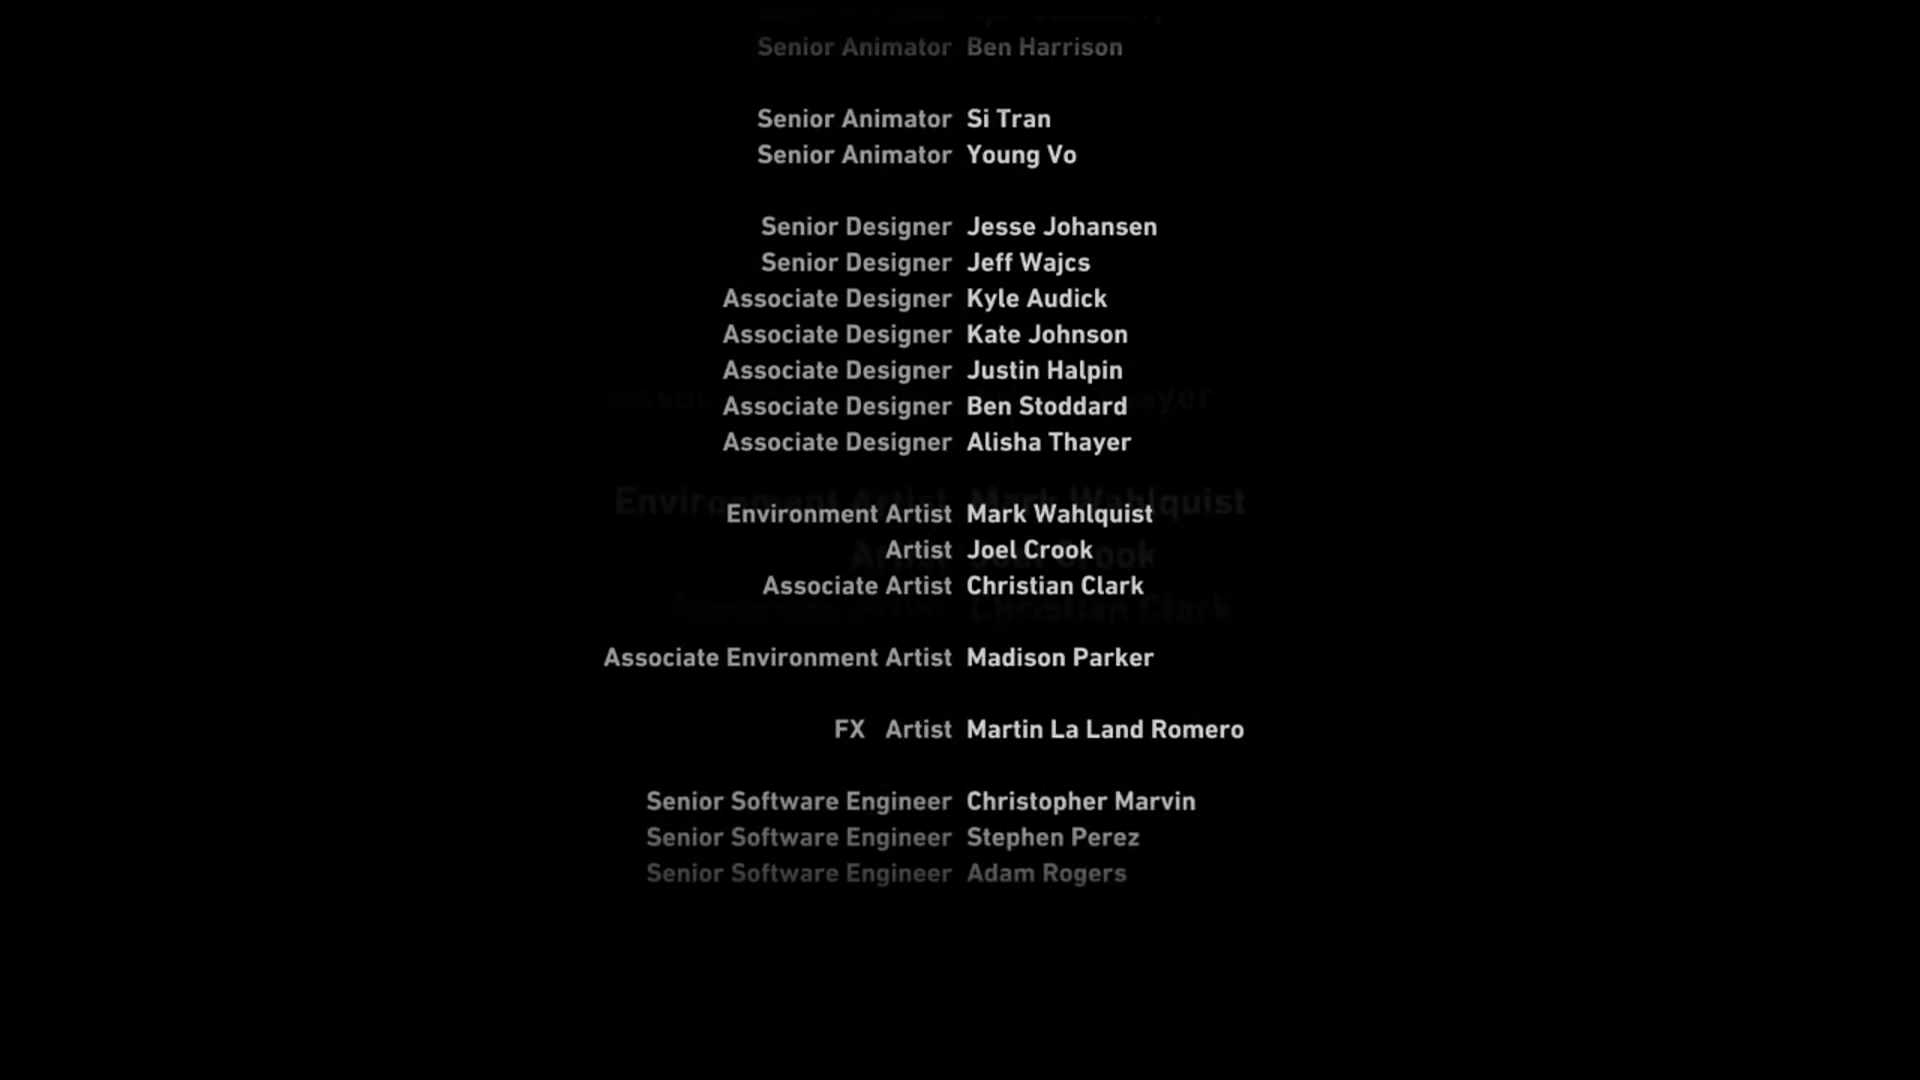 Senior Animator Ben Harrison
Senior Animator Si Tran
Senior Animator Young Vo
Senior Designer Jesse Johansen
Senior Designer Jeff Wajcs
Associate Designer Kyle Audick
Associate Designer Kate Johnson
Associate Designer Justin Halpin
Associate Designer Ben Stoddard
Associate Designer Alisha Thayer
Environment Artist Mark Wahlquist
Artist Joel Crook
Associate Artist Christian Clark
Associate Environment Artist Madison Parker
FX Artist Martin La Land Romero
Senior Software Engineer Christopher Marvin
Senior Software Engineer Stephen Perez
Senior Software Engineer Adam Rogers